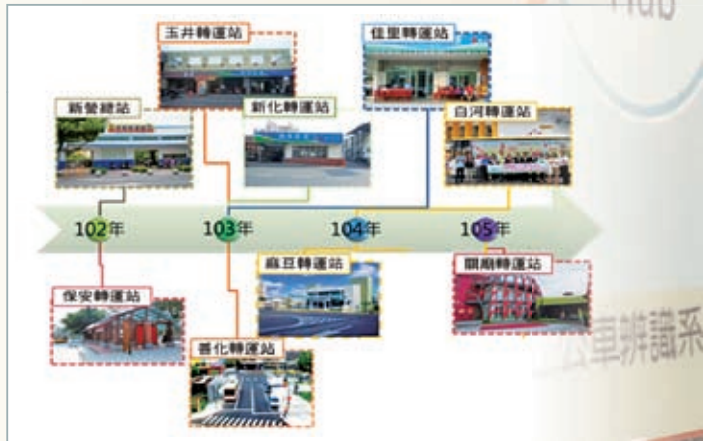 Hub
玉井轉運站
佳里轉運站
新營總站
新化轉運站
白河轉運站
102年
103年
104年
105年
保安轉運站
麻豆轉運站
關廟轉運站
善化轉運站
公車辨識系